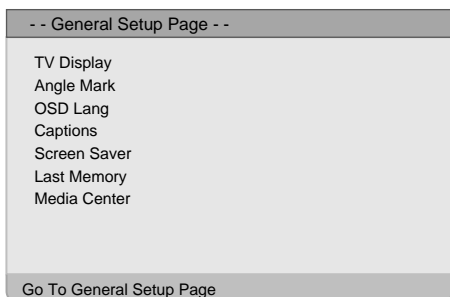 - - General Setup Page - -
TV Display
Angle Mark
OSD Lang
Captions
Screen Saver
Last Memory
Media Center
Go To General Setup Page